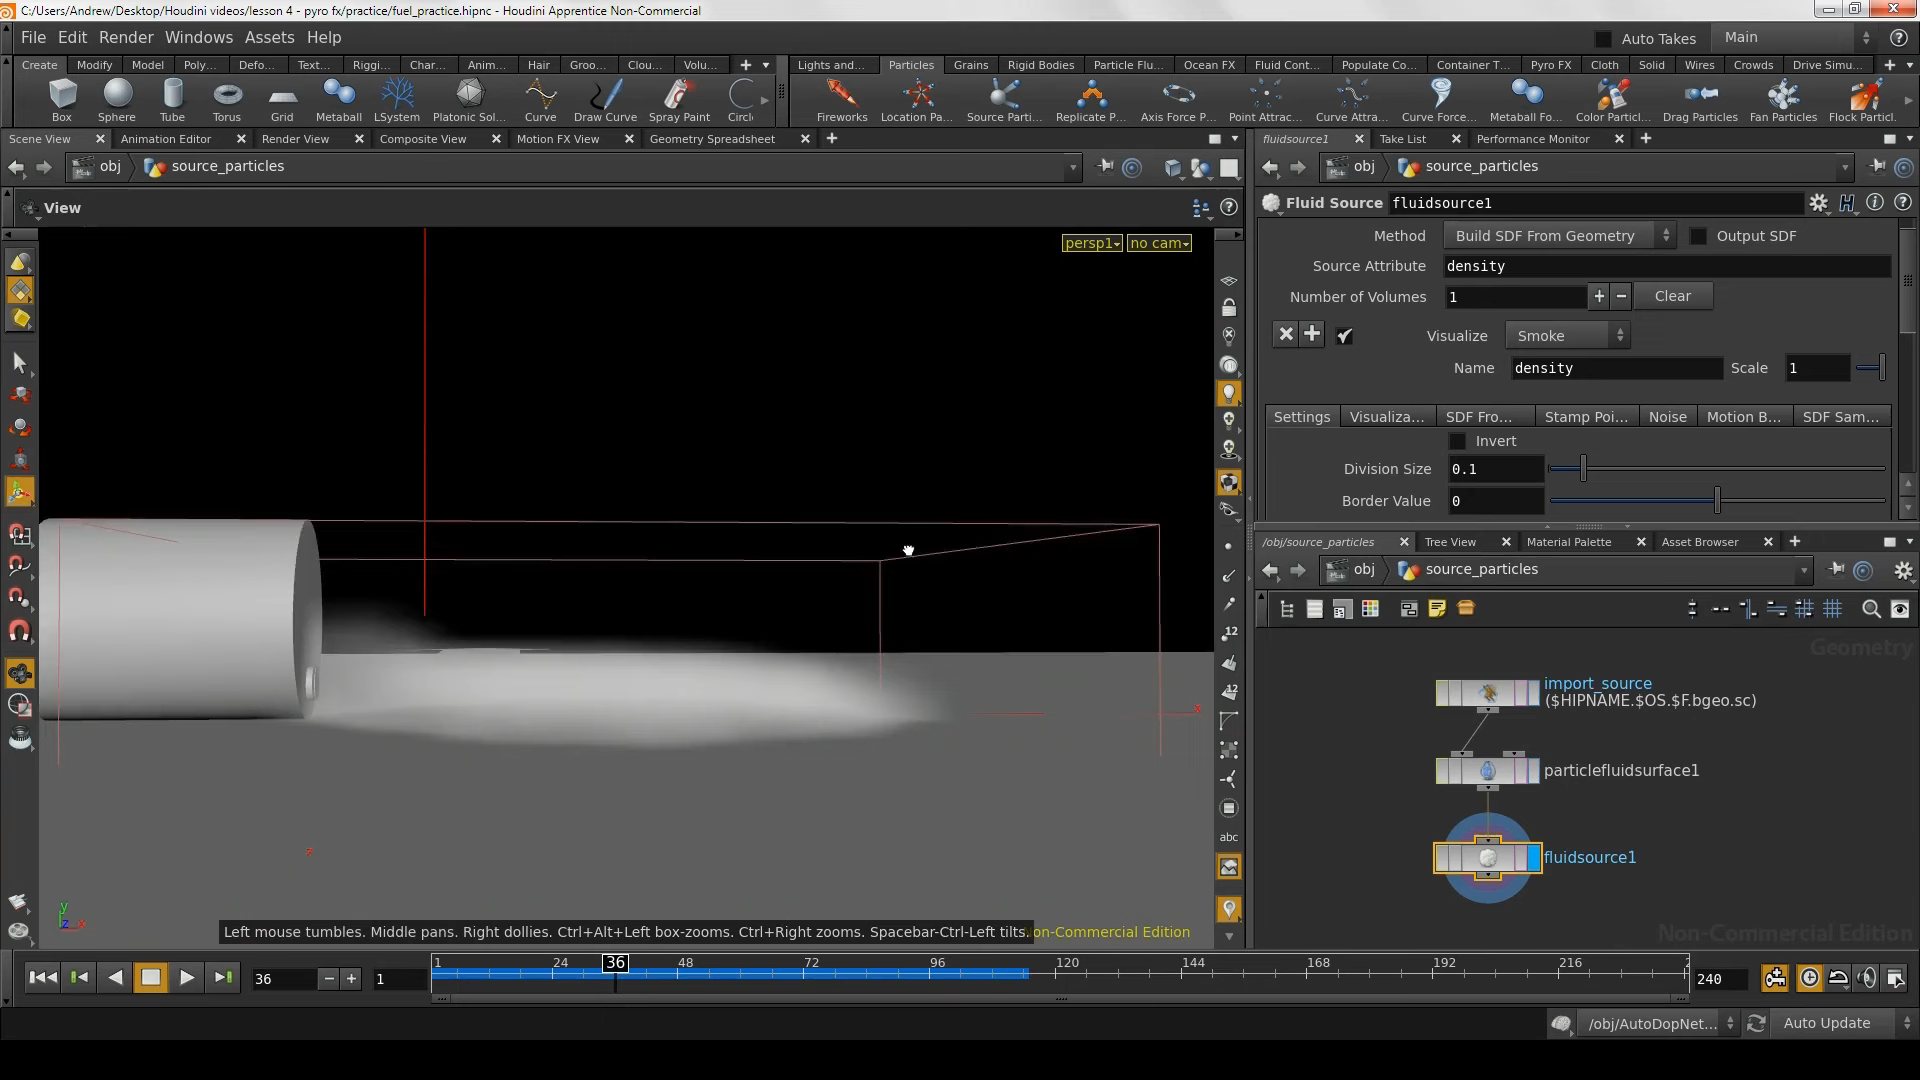 C:/Users/Andrew/Desktop/Houdini videos/lesson 4 - pyro fx/practice/fuel_practice.hipnc - Houdini Apprentice Non-Commercial
File Edit Render Windows Assets Help
Auto Takes Main
Create Modify Model Poly... Defo... Text... Riggi... Char... Anim... Hair Groo... Clou... Volu...
Lights and... Particles Grains Rigid Bodies Particle Flu... Ocean FX Fluid Cont... Populate Co... Container T... Pyro FX Cloth Solid Wires Crowds Drive Simu...
Box Sphere Tube Torus Grid Metaball LSystem Platonic Sol... Curve Draw Curve Spray Paint Circl
Fireworks Location Pa... Source Parti... Replicate P... Axis Force P... Point Attra... Curve Attra... Curve Force... Metaball Fo... Color Particl... Drag Particles Fan Particles Flock Particl.
Scene View Animation Editor Render View Composite View Motion FX View Geometry Spreadsheet
fluidsource1 Take List Performance Monitor
obj source_particles
obj source_particles
View
persp1 no cam
Fluid Source fluidsource1
Method Build SDF From Geometry Output SDF
Source Attribute density
Number of Volumes 1 Clear
Visualize Smoke
Name density Scale 1
Settings Visualiza... SDF Fro... Stamp Poi... Noise Motion B... SDF Sam...
Invert
Division Size 0.1
Border Value 0
/obj/source_particles Tree View Material Palette Asset Browser
obj source_particles
Geometry
import_source
($HIPNAME.$OS.$F.bgeo.sc)
particlefluidsurface1
fluidsource1
Non-Commercial Edition
12
12
abc
y
z x
Left mouse tumbles. Middle pans. Right dollies. Ctrl+Alt+Left box-zooms. Ctrl+Right zooms. Spacebar-Ctrl-Left tilts.
on-Commercial Edition
36 1
1 24 36 48 72 96 120 144 168 192 216 2
240
/obj/AutoDopNet... Auto Update